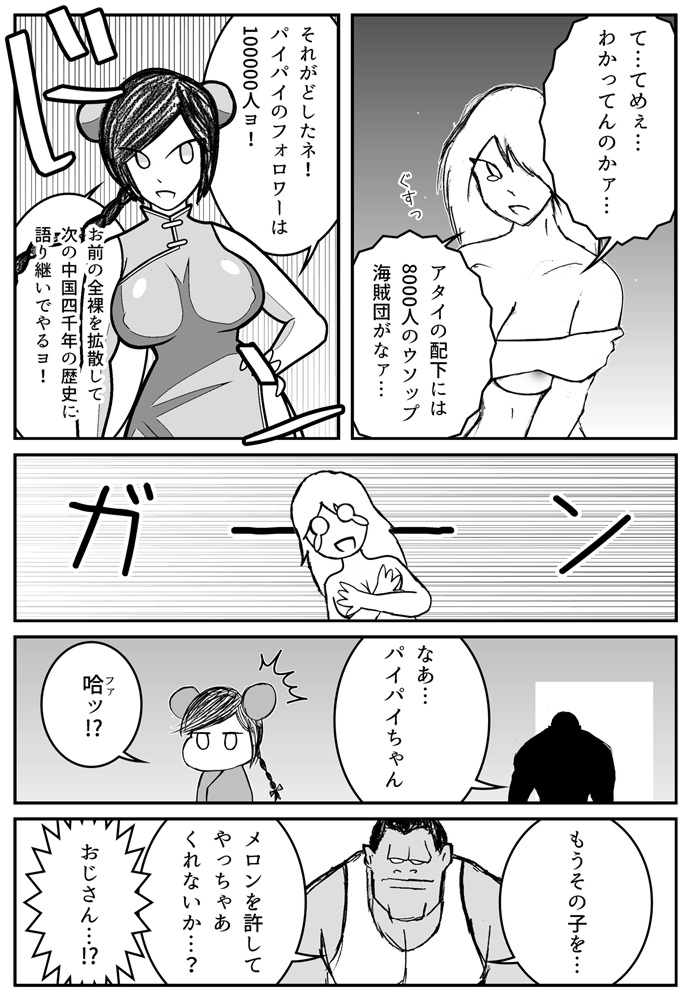 て…てめぇ…
わかってんのかァ…
ぐすっ
アタイの配下には
8000人のウソップ
海賊団がなァ…
それがどしたネ！
パイパイのフォロワーは
100000人ヨ！
ドーン
お前の全裸を拡散して
次の中国四千年の歴史に
語り継いでやるヨ！
ガーン
なあ…
パイパイちゃん
哈ッ!?
ファ
もうその子を…
メロンを許して
やっちゃあ
くれないか…？
おじさん…!?